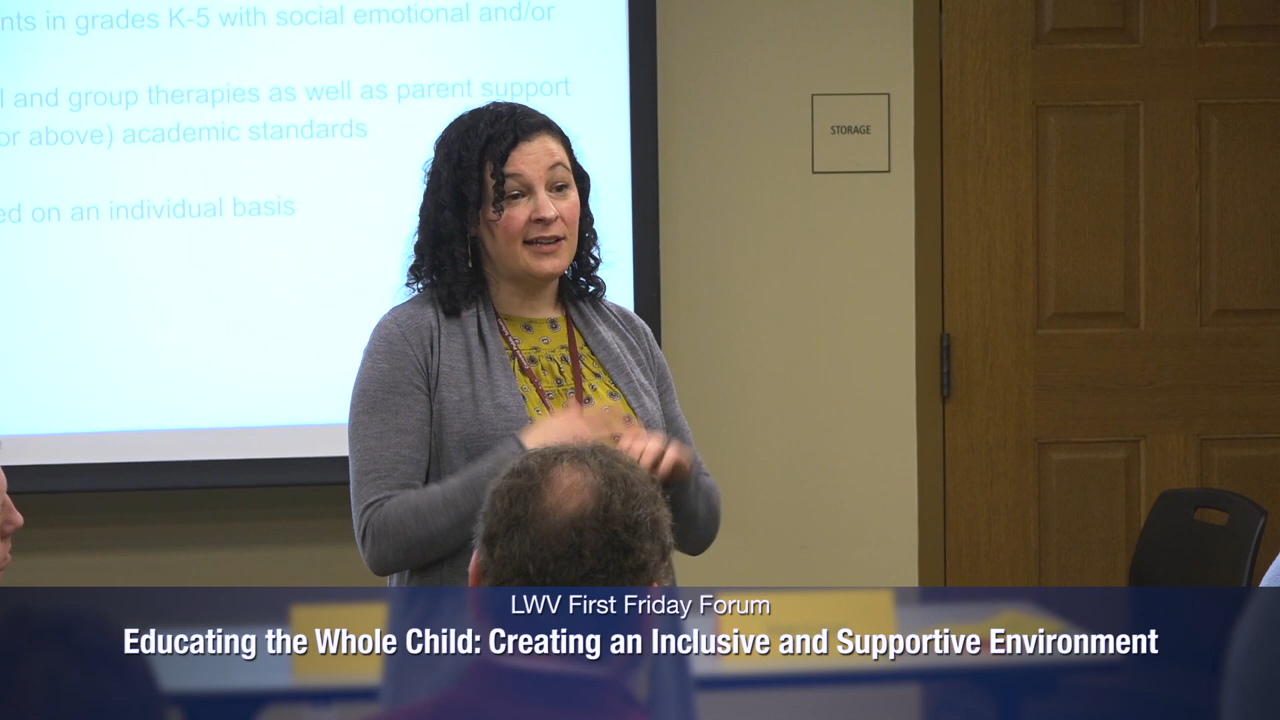 nts in grades K-5 with social emotional and/or
l and group therapies as well as parent support
or above) academic standards
ed on an individual basis
STORAGE
LWV First Friday Forum
Educating the Whole Child: Creating an Inclusive and Supportive Environment